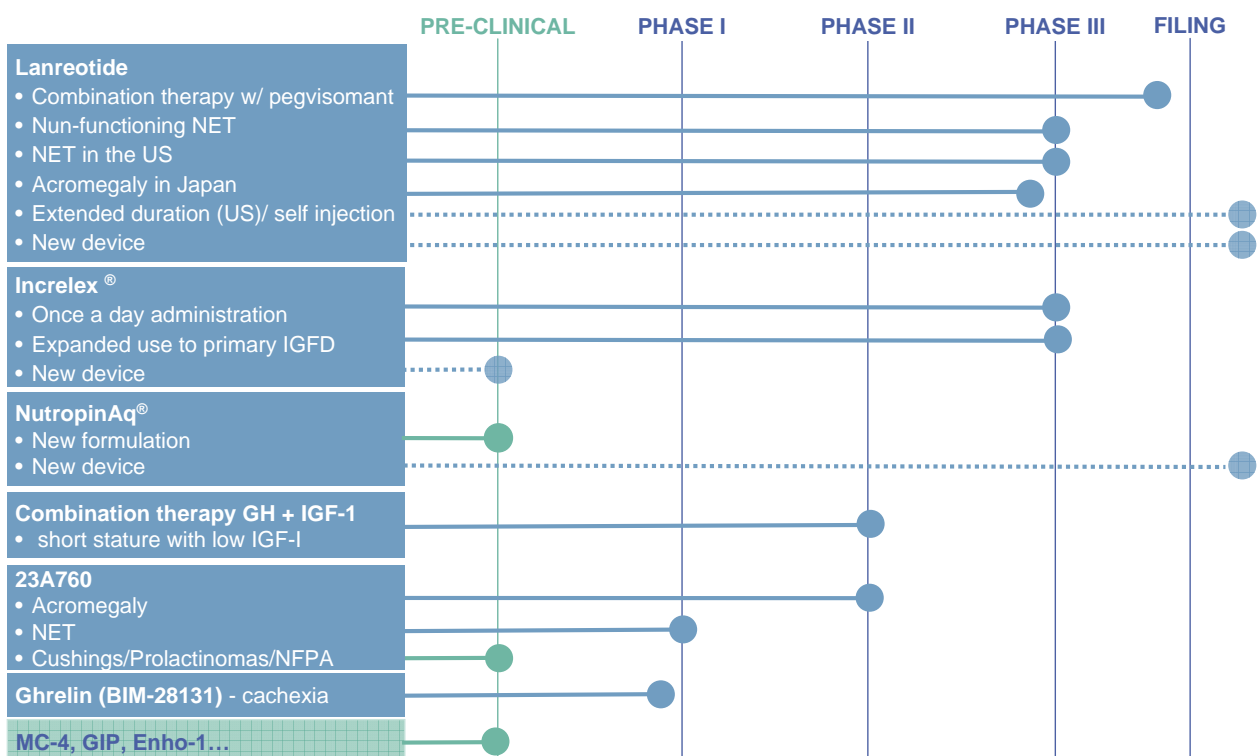 PRE-CLINICAL PHASE I PHASE II PHASE III FILING
Lanreotide
• Combination therapy w/ pegvisomant
• Nun-functioning NET
• NET in the US
• Acromegaly in Japan
• Extended duration (US)/ self injection
• New device
Increlex ®
• Once a day administration
• Expanded use to primary IGFD
• New device
NutropinAq®
• New formulation
• New device
Combination therapy GH + IGF-1
• short stature with low IGF-I
23A760
• Acromegaly
• NET
• Cushings/Prolactinomas/NFPA
Ghrelin (BIM-28131) - cachexia
MC-4, GIP, Enho-1…